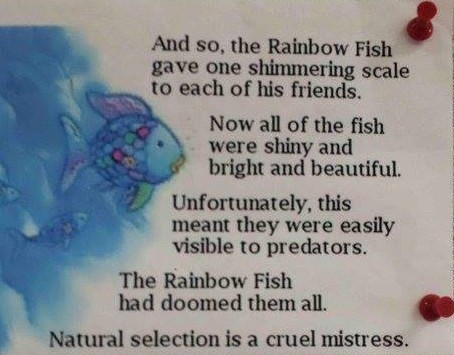 And so, the Rainbow Fish
gave one shimmering scale
to each of his friends.
Now all of the fish
were shiny and
bright and beautiful.
Unfortunately, this
meant they were easily
visible to predators.
The Rainbow Fish
had doomed them all.
Natural selection is a cruel mistress.